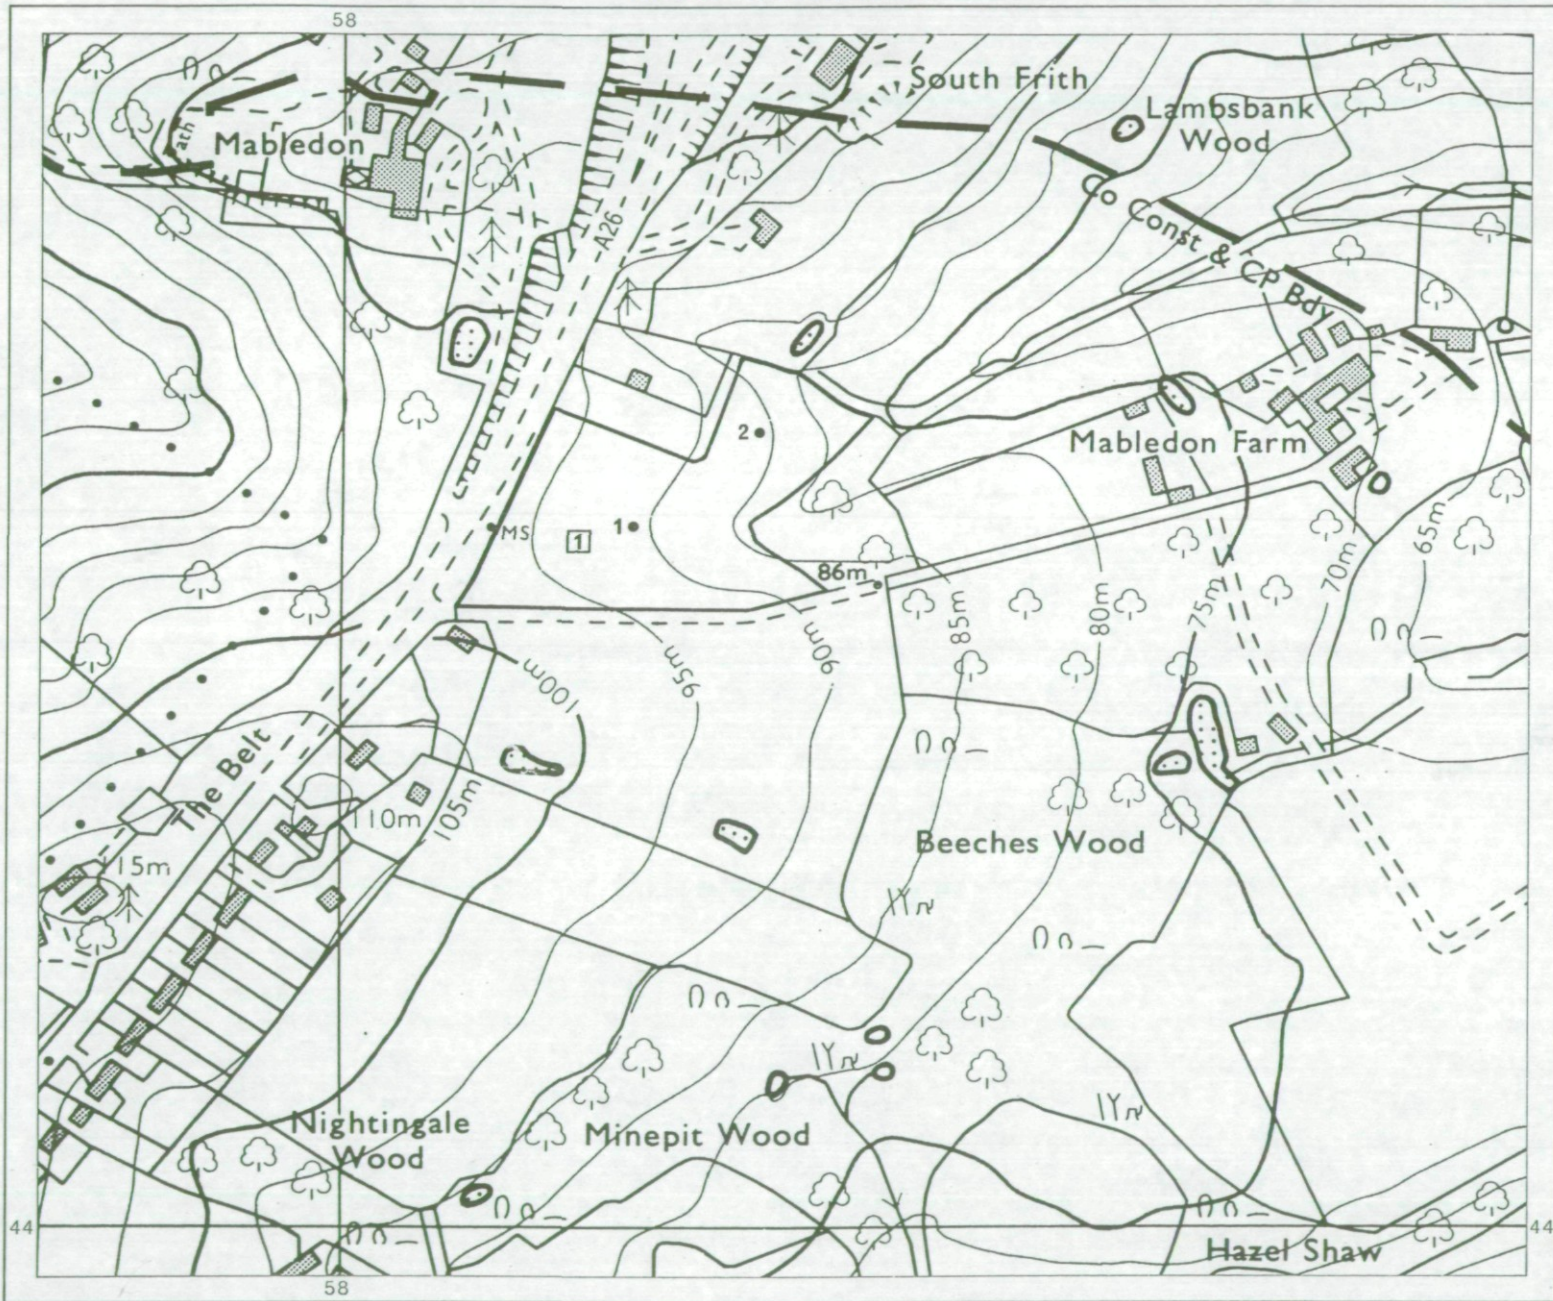 58
South Frith
Lambsbank
Wood
Mabledon
ath
A26
Co Const & CP Bdy
2
Mabledon Farm
MS
1
1
86m
65m
70m
75m
80m
85m
90m
95m
100m
The Belt
105m
110m
15m
Beeches Wood
Nightingale
Wood
Minepit Wood
44
44
Hazel Shaw
58